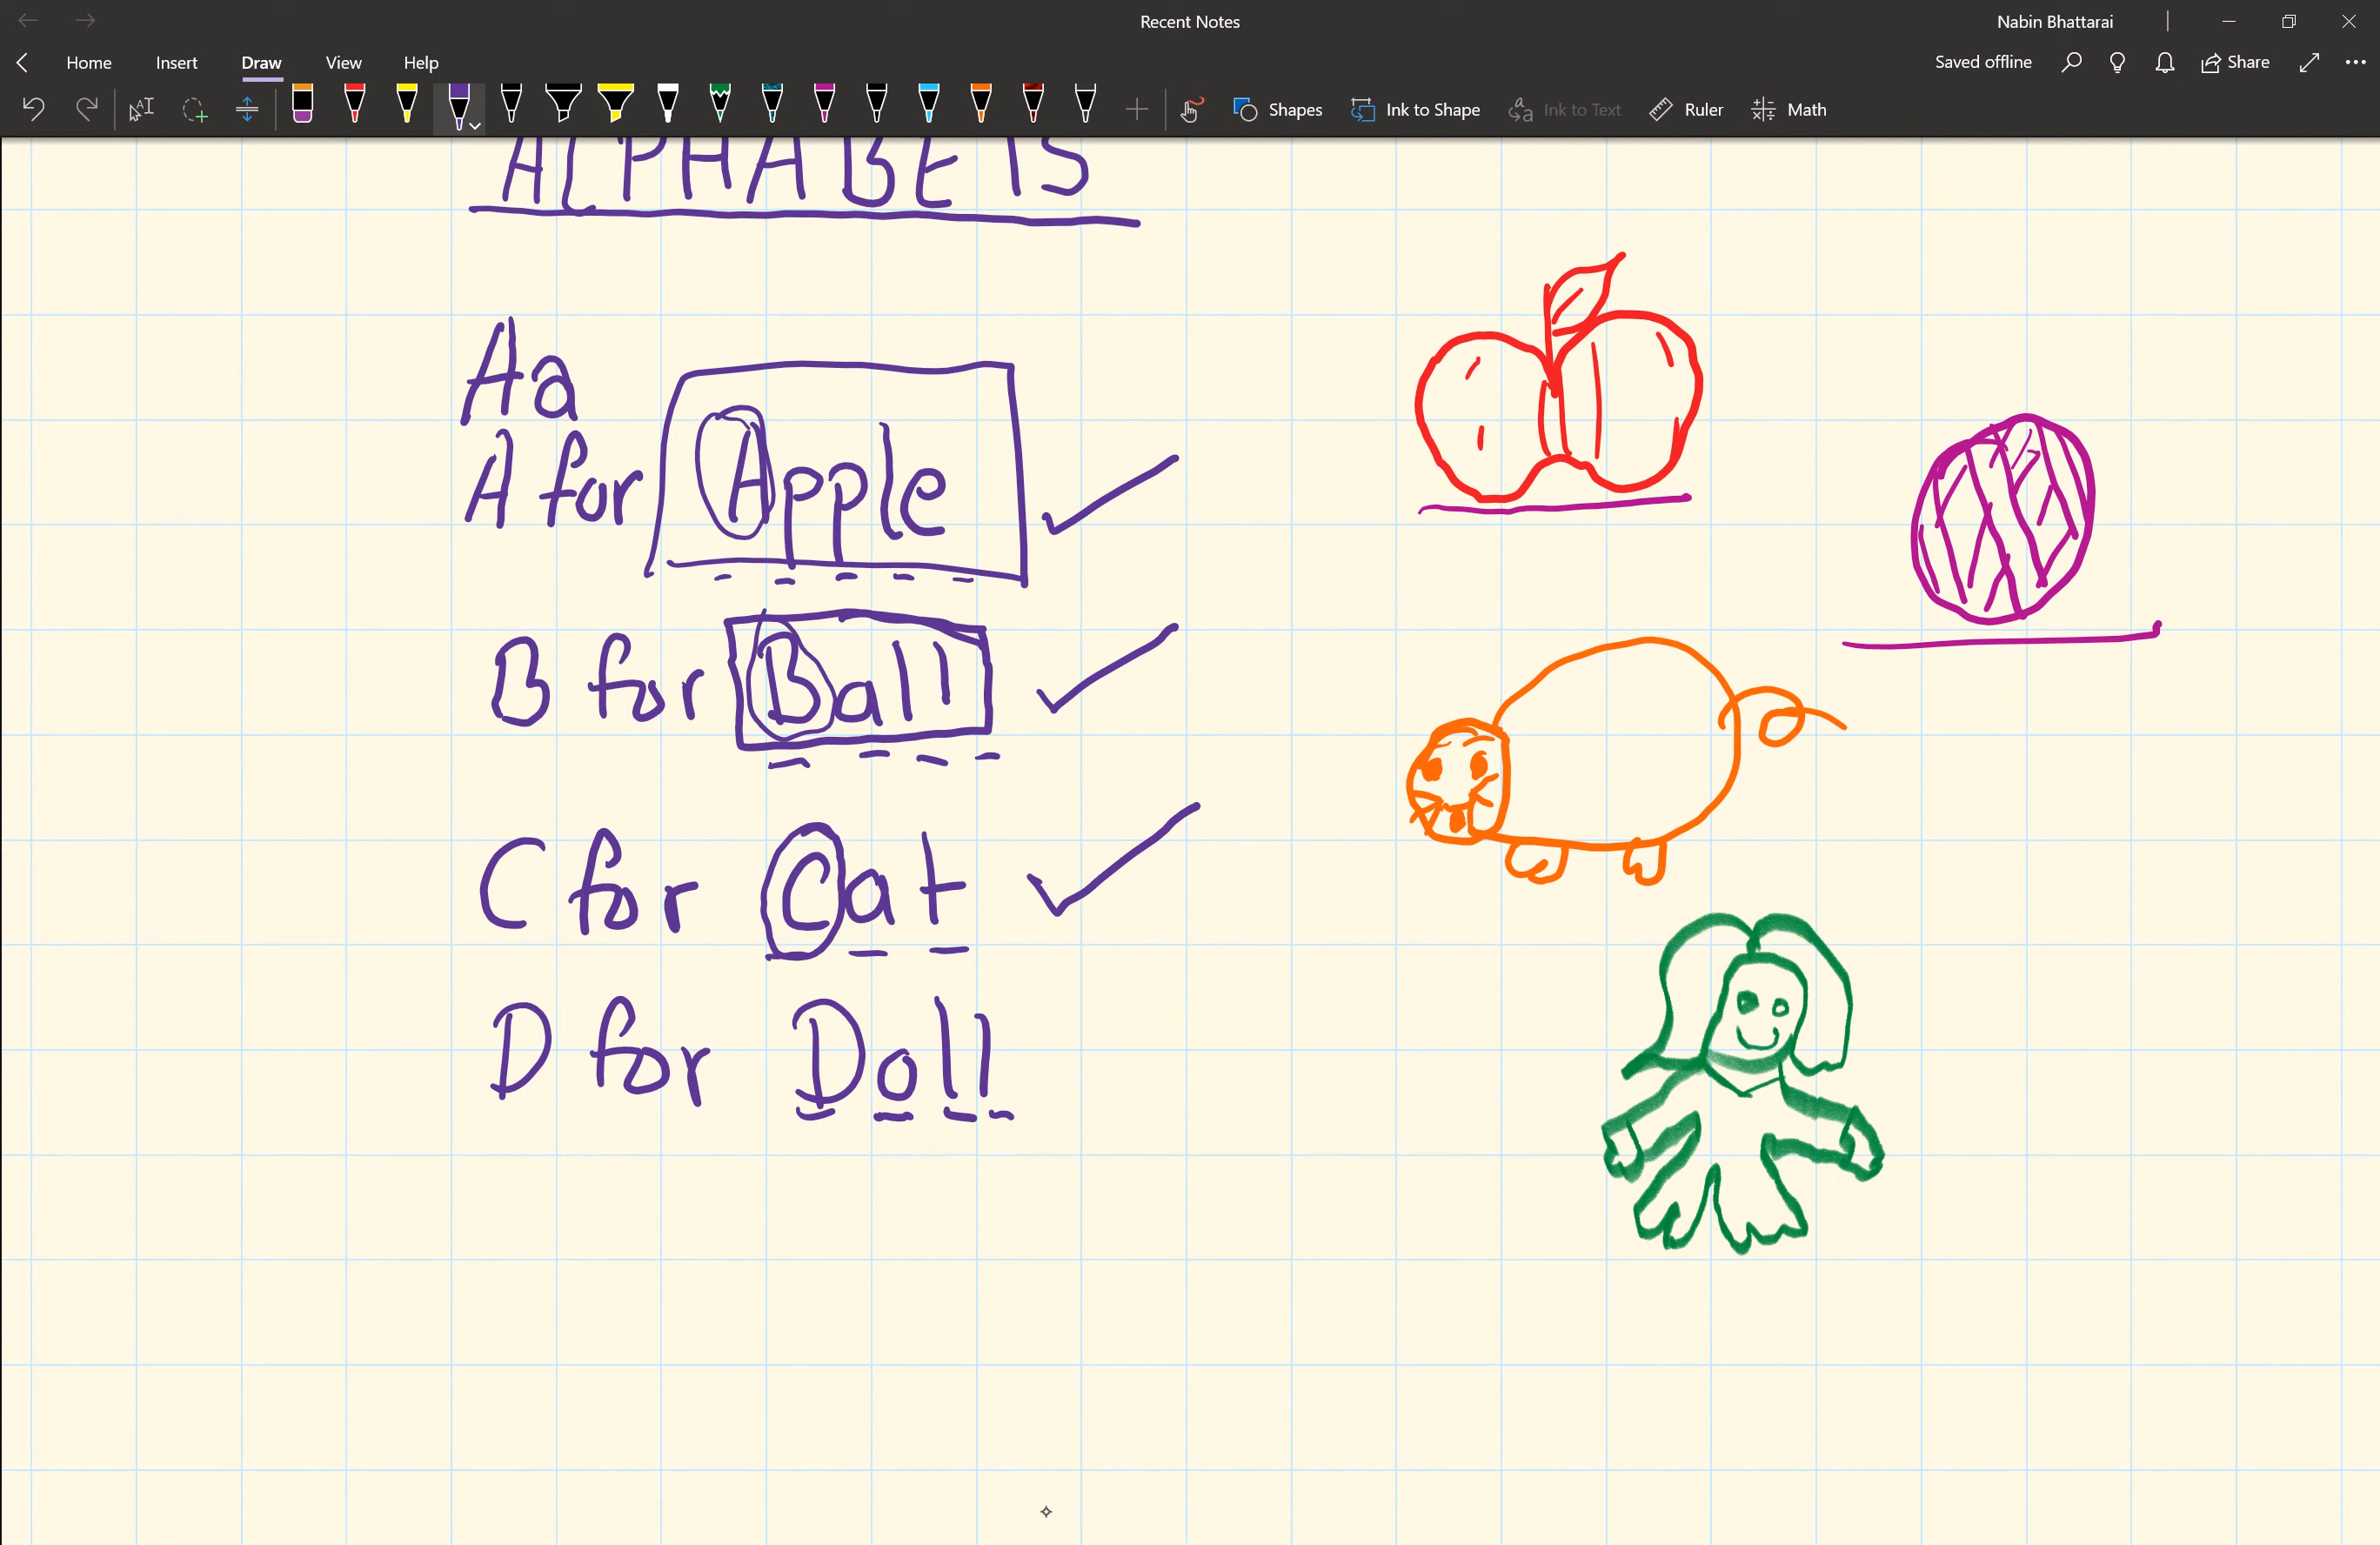 Recent Notes
Nabin Bhattarai
Home Insert Draw View Help
Saved offline Share
Shapes Ink to Shape Ink to Text Ruler Math
ALPHABETS
Aa
A for Apple
B for Ball
C for Cat
D for Doll